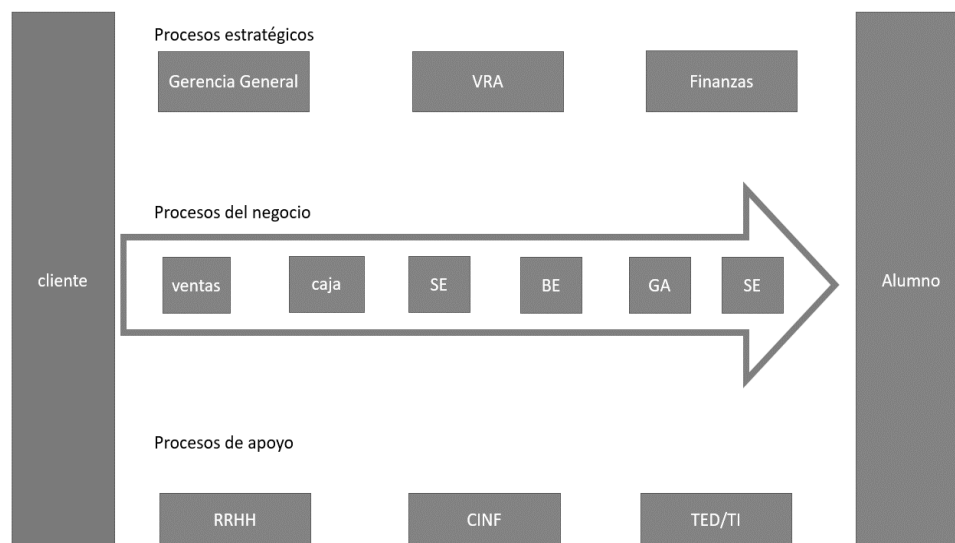 Procesos estratégicos
Gerencia General
VRA
Finanzas
Procesos del negocio
cliente
ventas
caja
SE
BE
GA
SE
Alumno
Procesos de apoyo
RRHH
CINF
TED/TI